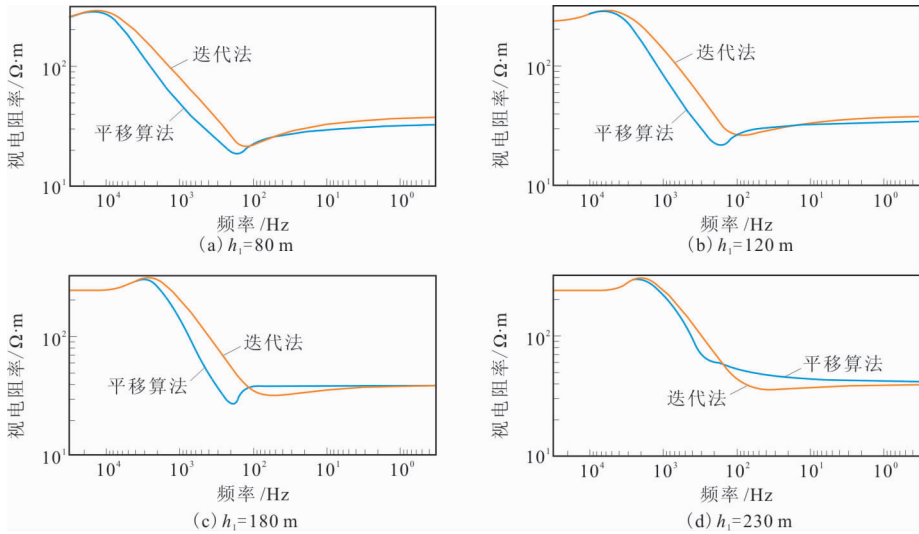 视电阻率/Ω·m
10²
10¹
迭代法
平移算法
10⁴ 10³ 10² 10¹ 10⁰
频率/Hz
(a) h₁=80 m
视电阻率/Ω·m
10²
10¹
迭代法
平移算法
10⁴ 10³ 10² 10¹ 10⁰
频率/Hz
(b) h₁=120 m
视电阻率/Ω·m
10²
10¹
迭代法
平移算法
10⁴ 10³ 10² 10¹ 10⁰
频率/Hz
(c) h₁=180 m
视电阻率/Ω·m
10²
10¹
平移算法
迭代法
10⁴ 10³ 10² 10¹ 10⁰
频率/Hz
(d) h₁=230 m